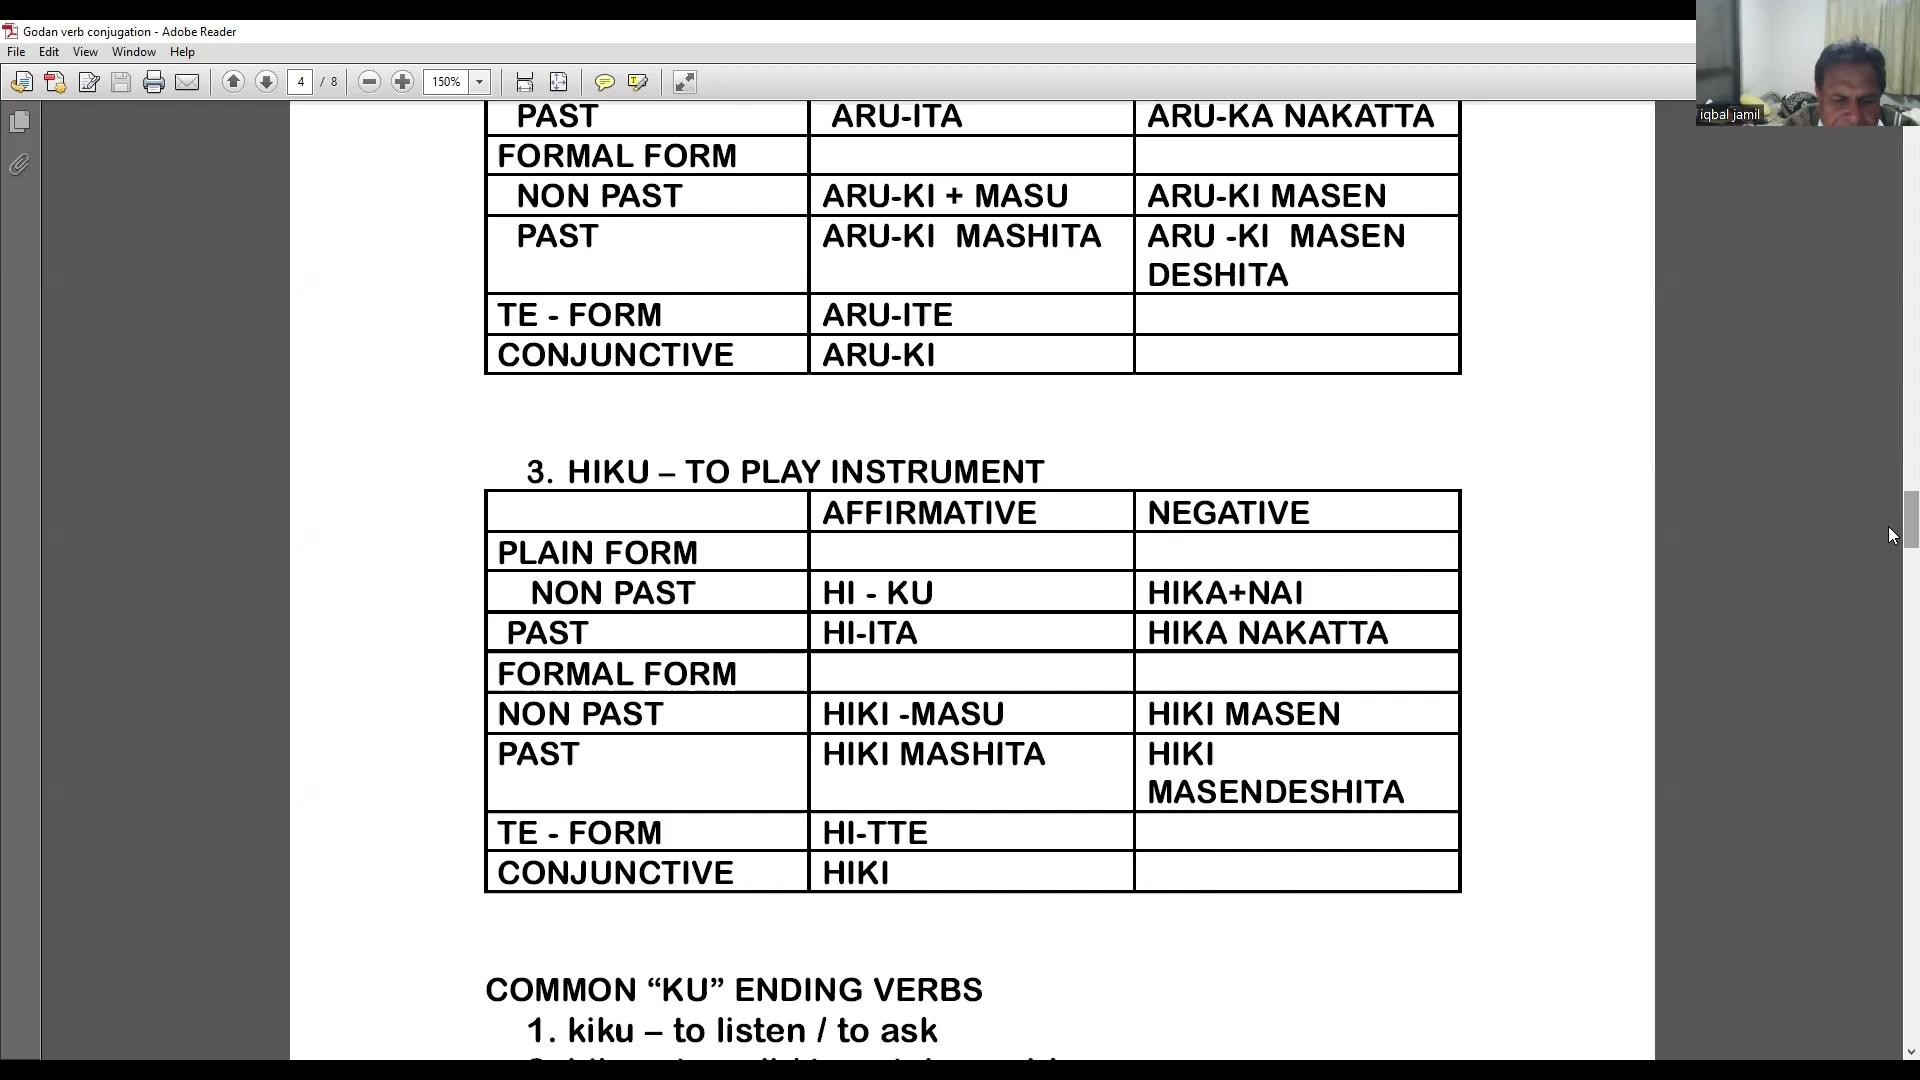 Godan verb conjugation - Adobe Reader
File Edit View Window Help
4 / 8 150%
iqbal jamil
PAST ARU-ITA ARU-KA NAKATTA
FORMAL FORM
NON PAST ARU-KI + MASU ARU-KI MASEN
PAST ARU-KI MASHITA ARU -KI MASEN
DESHITA
TE - FORM ARU-ITE
CONJUNCTIVE ARU-KI
3. HIKU – TO PLAY INSTRUMENT
AFFIRMATIVE NEGATIVE
PLAIN FORM
NON PAST HI - KU HIKA+NAI
PAST HI-ITA HIKA NAKATTA
FORMAL FORM
NON PAST HIKI -MASU HIKI MASEN
PAST HIKI MASHITA HIKI
MASENDESHITA
TE - FORM HI-TTE
CONJUNCTIVE HIKI
COMMON “KU” ENDING VERBS
1. kiku – to listen / to ask